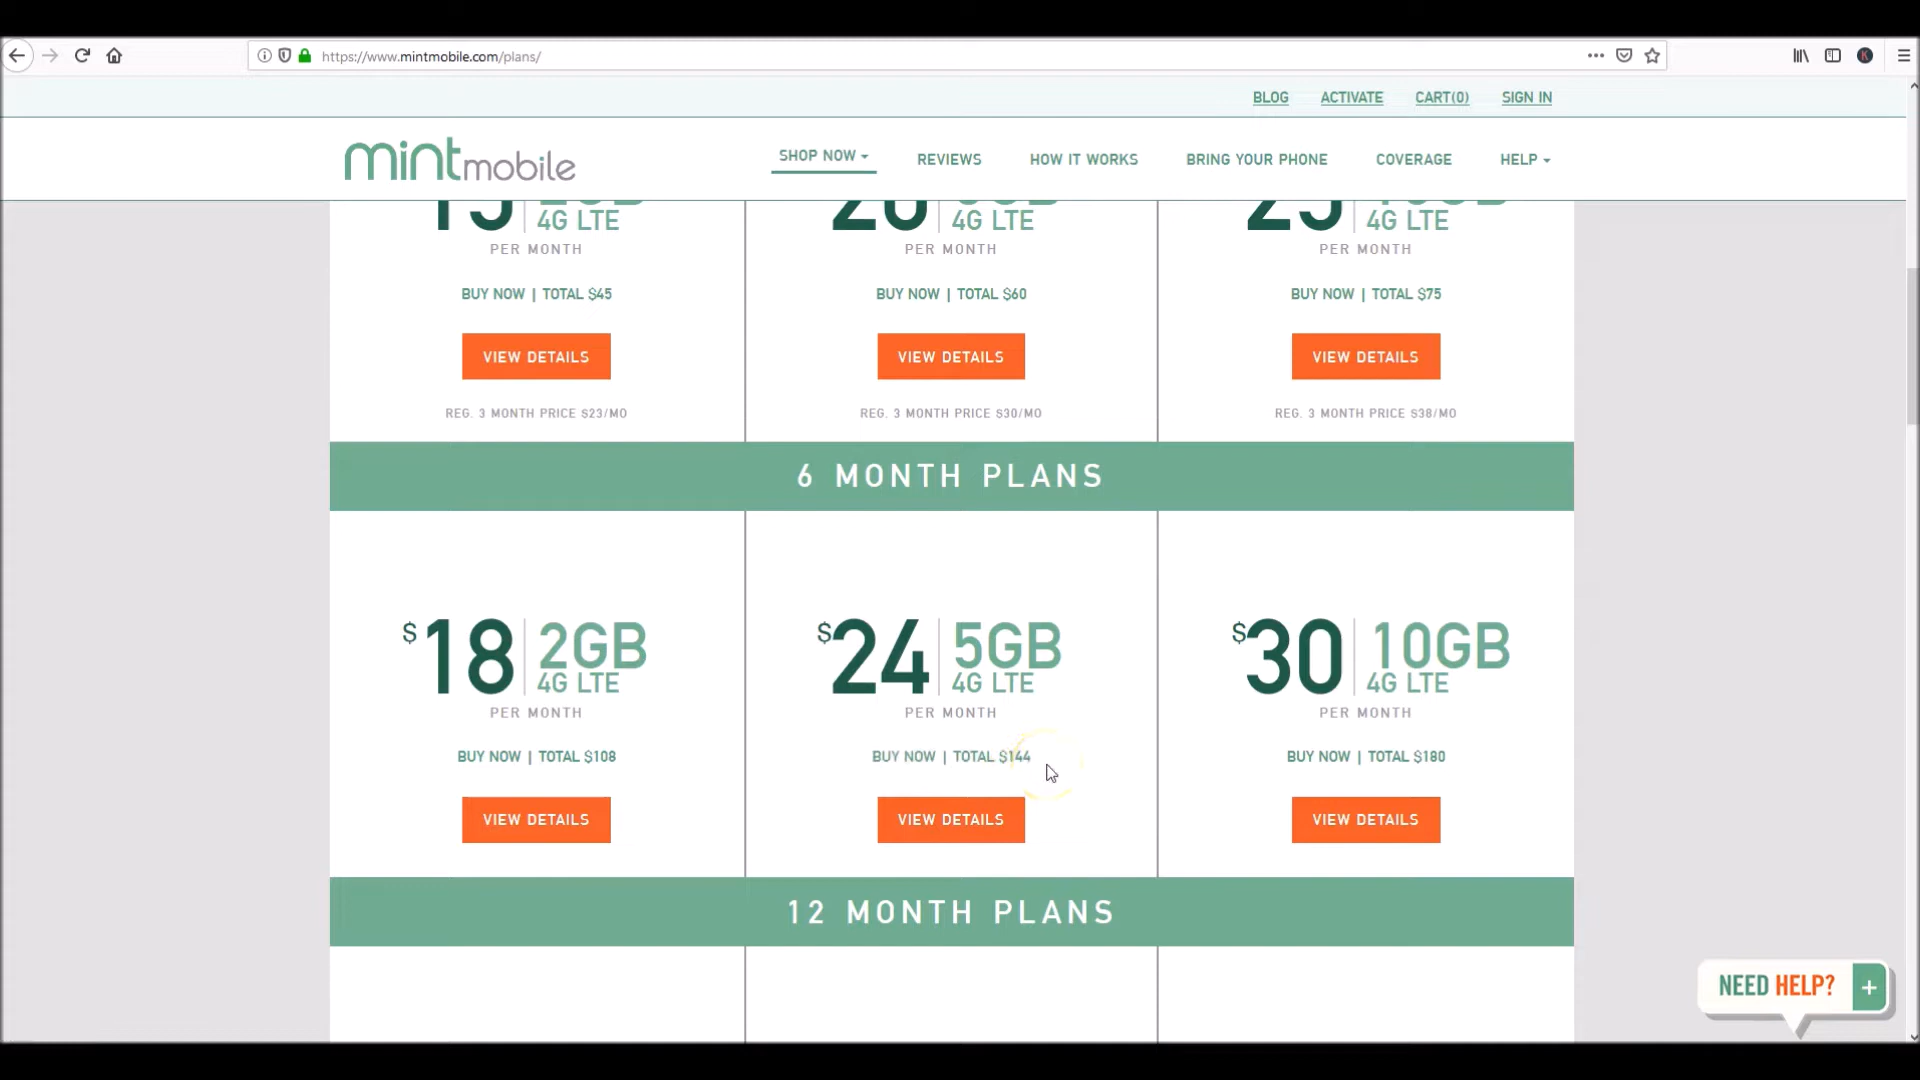 https://www.mintmobile.com/plans/
BLOG ACTIVATE CART(0) SIGN IN
mintmobile
SHOP NOW REVIEWS HOW IT WORKS BRING YOUR PHONE COVERAGE HELP
4G LTE 4G LTE 4G LTE
PER MONTH PER MONTH PER MONTH
BUY NOW | TOTAL $45 BUY NOW | TOTAL $60 BUY NOW | TOTAL $75
VIEW DETAILS VIEW DETAILS VIEW DETAILS
REG. 3 MONTH PRICE $23/MO REG. 3 MONTH PRICE $30/MO REG. 3 MONTH PRICE $38/MO
6 MONTH PLANS
$18 2GB $24 5GB $30 10GB
4G LTE 4G LTE 4G LTE
PER MONTH PER MONTH PER MONTH
BUY NOW | TOTAL $108 BUY NOW | TOTAL $144 BUY NOW | TOTAL $180
VIEW DETAILS VIEW DETAILS VIEW DETAILS
12 MONTH PLANS
NEED HELP? +